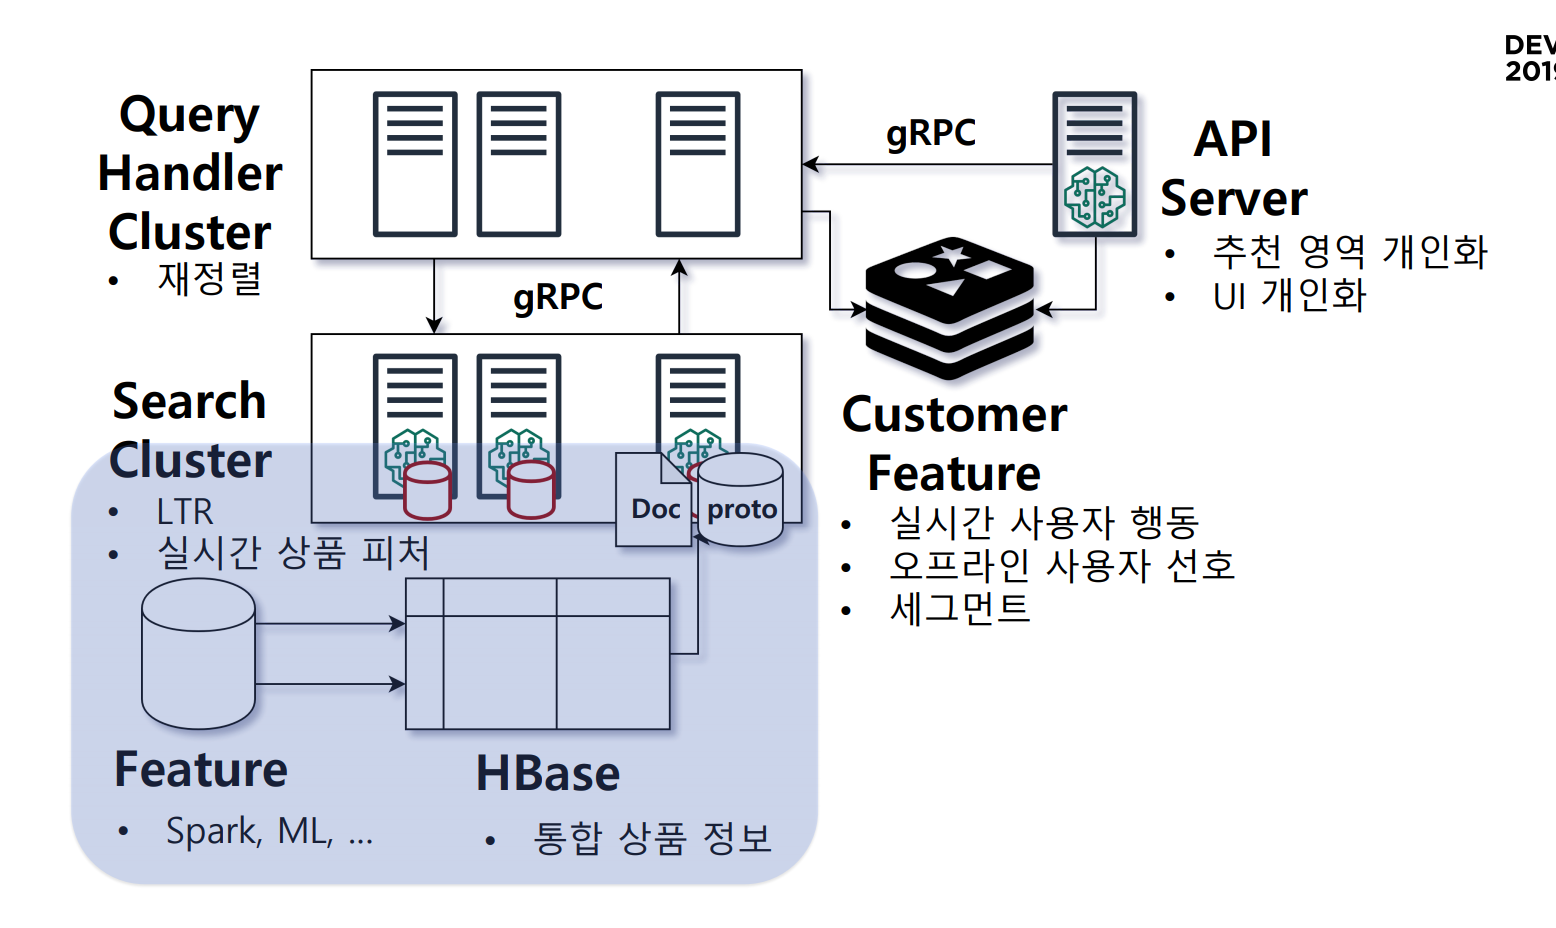 DEV
2019
Query
Handler
Cluster
• 재정렬
gRPC
API
Server
• 추천 영역 개인화
• UI 개인화
gRPC
Search
Cluster
• LTR
• 실시간 상품 피처
Doc
proto
Customer
Feature
• 실시간 사용자 행동
• 오프라인 사용자 선호
• 세그먼트
Feature
• Spark, ML, ...
HBase
• 통합 상품 정보